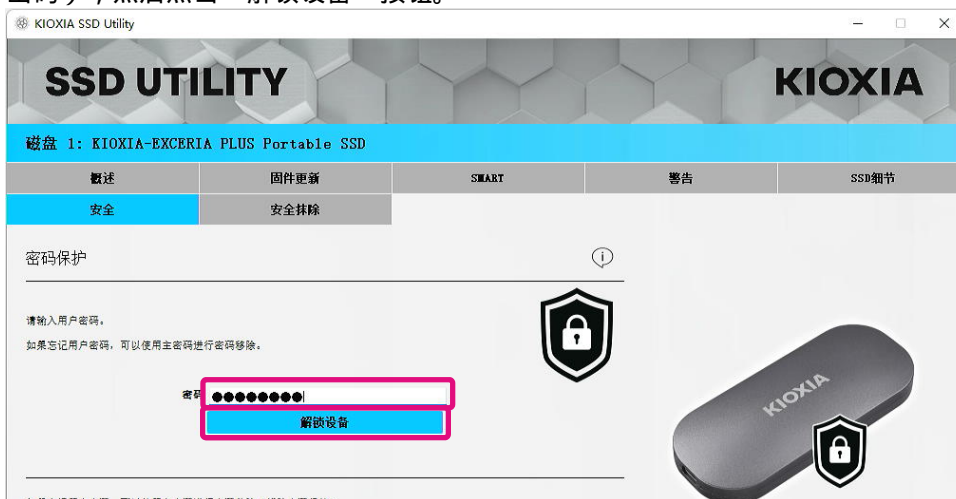 KIOXIA SSD Utility
SSD UTILITY
KIOXIA
磁盘 1: KIOXIA-EXCERIA PLUS Portable SSD
概述 固件更新 SMART 警告 SSD细节
安全 安全抹除
密码保护
请输入用户密码。
如果忘记用户密码，可以使用主密码进行密码移除。
密码
解锁设备
KIOXIA